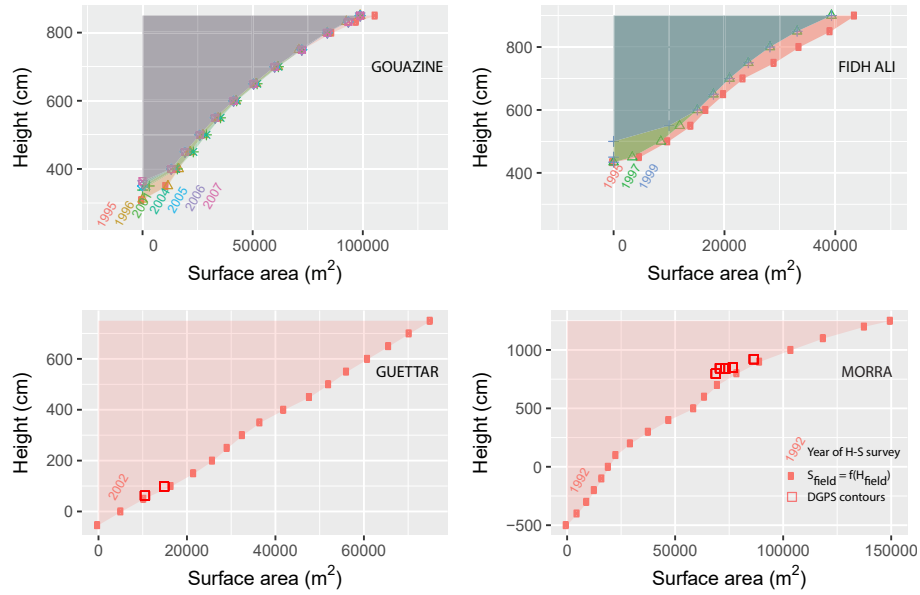 Height (cm)
800
600
400
GOUAZINE
1995
1996
2001
2004
2005
2006
2007
0
50000
100000
Surface area (m²)
Height (cm)
800
600
400
FIDH ALI
1995
1997
1999
0
20000
40000
Surface area (m²)
Height (cm)
600
400
200
0
GUETTAR
2002
0
20000
40000
60000
Surface area (m²)
Height (cm)
1000
500
0
−500
MORRA
1992
1992 Year of H-S survey
S_field = f(H_field)
DGPS contours
0
50000
100000
150000
Surface area (m²)